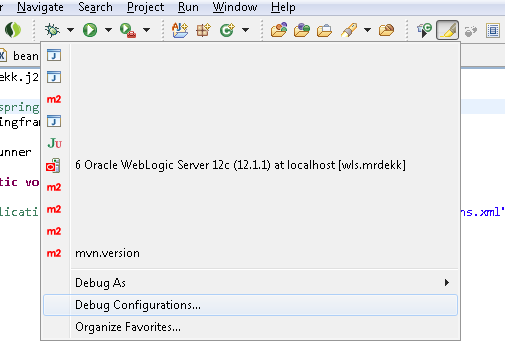 r Navigate Search Project Run Window Help
bean
ekk.j2
J
J
spring
m2
ingfram
J
Ju
unner
6 Oracle WebLogic Server 12c (12.1.1) at localhost [wls.mrdekk]
tic vo
m2
m2
licati
ns.xml"
m2
m2 mvn.version
Debug As
Debug Configurations...
Organize Favorites...